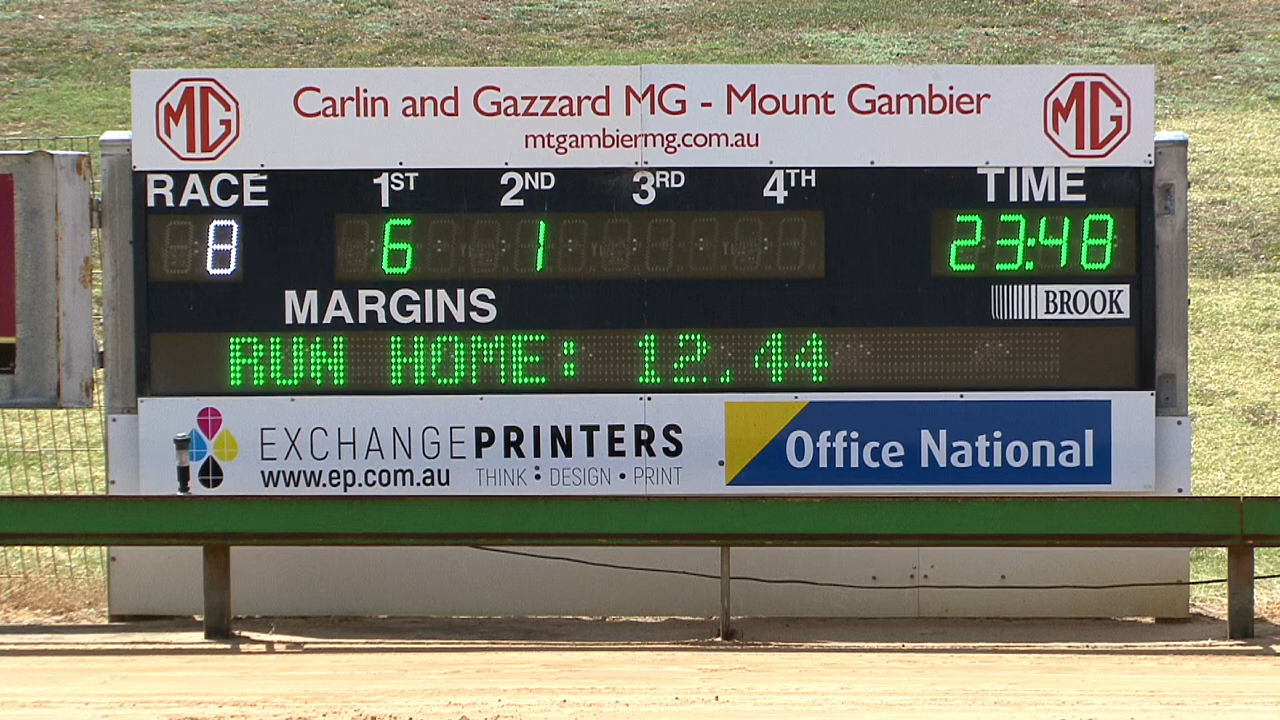 MG Carlin and Gazzard MG - Mount Gambier MG
mtgambiermg.com.au
RACE 1ST 2ND 3RD 4TH TIME
8 6 1 23:48
MARGINS BROOK
RUN HOME: 12.44
EXCHANGEPRINTERS
www.ep.com.au THINK : DESIGN • PRINT
Office National